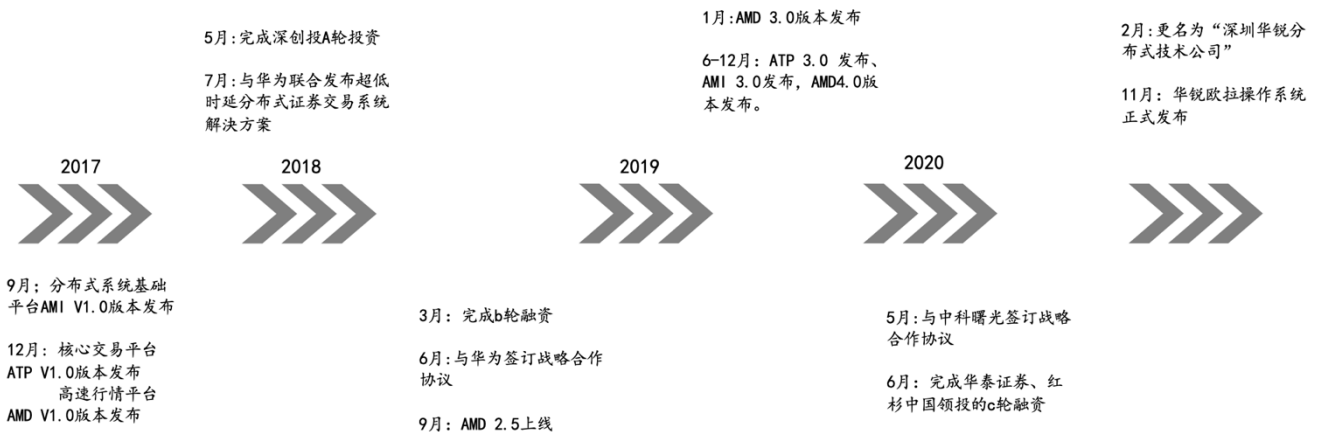 5月:完成深创投A轮投资
7月:与华为联合发布超低
时延分布式证券交易系统
解决方案
1月:AMD 3.0版本发布
6-12月: ATP 3.0 发布、
AMI 3.0发布, AMD4.0版
本发布。
2月:更名为“深圳华锐分
布式技术公司”
11月: 华锐欧拉操作系统
正式发布
2017
2018
2019
2020
9月: 分布式系统基础
平台AMI V1.0版本发布
12月: 核心交易平台
ATP V1.0版本发布
高速行情平台
AMD V1.0版本发布
3月: 完成b轮融资
6月:与华为签订战略合作
协议
9月: AMD 2.5上线
5月:与中科曙光签订战略
合作协议
6月: 完成华泰证券、红
杉中国领投的c轮融资